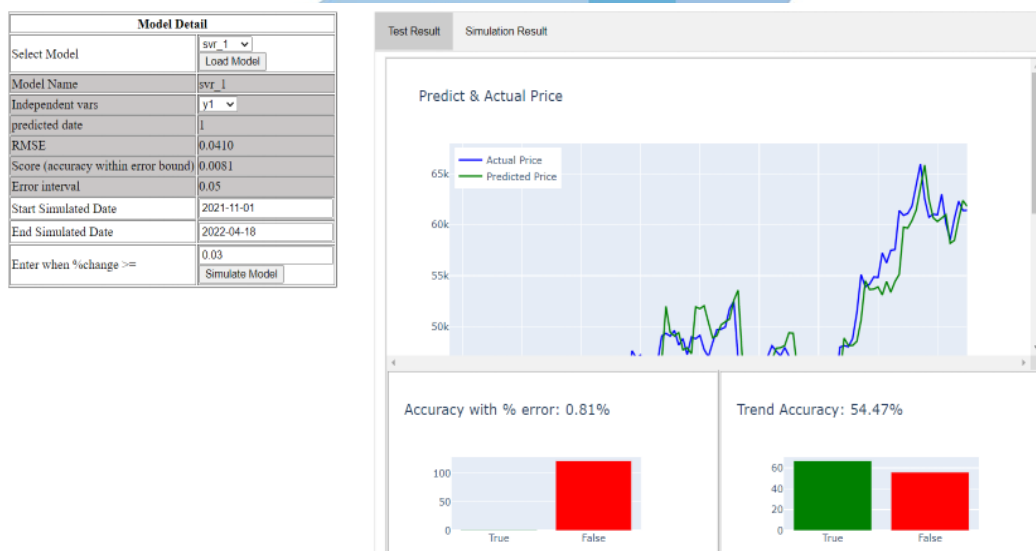 Model Detail
Select Model
svr_1
Load Model
Model Name svr_1
Independent vars y1
predicted date 1
RMSE 0.0410
Score (accuracy within error bound) 0.0081
Error interval 0.05
Start Simulated Date 2021-11-01
End Simulated Date 2022-04-18
Enter when %change >=
0.03
Simulate Model
Test Result Simulation Result
Predict & Actual Price
Actual Price
Predicted Price
65k
60k
55k
50k
Accuracy with % error: 0.81%
100
50
0
True False
Trend Accuracy: 54.47%
60
40
20
0
True False